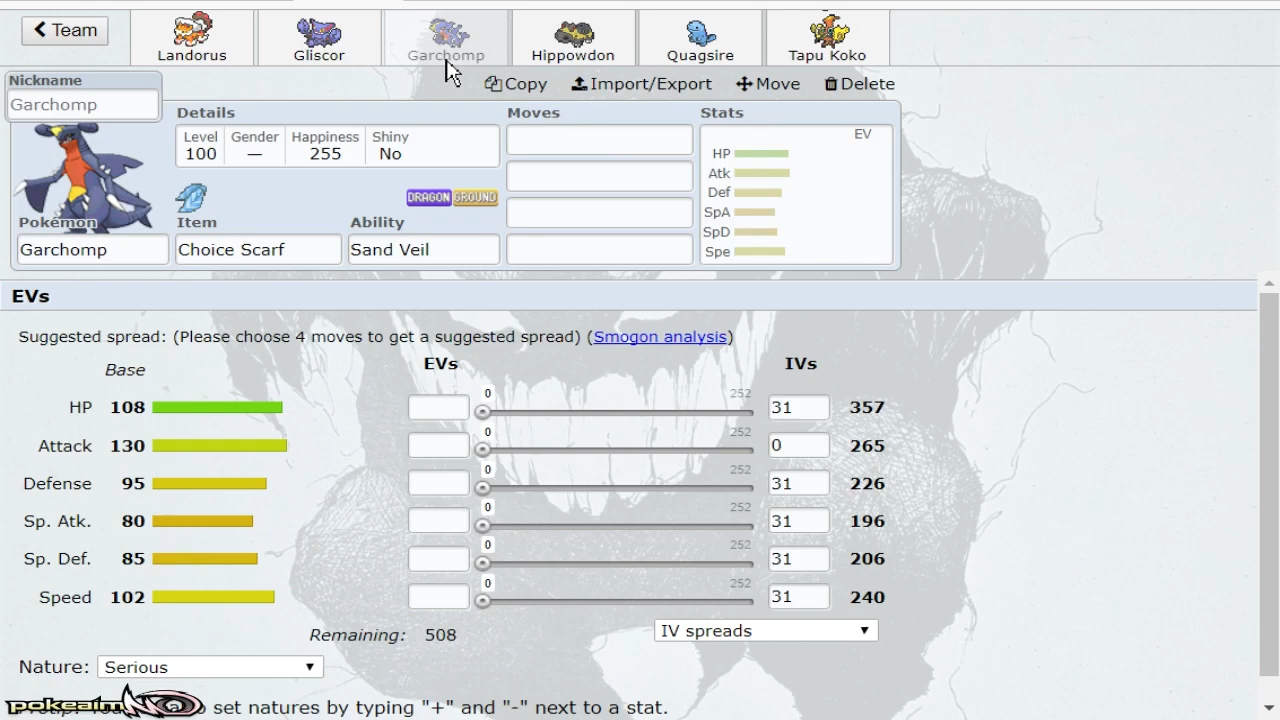 Team
Landorus
Gliscor
Garchomp
Hippowdon
Quagsire
Tapu Koko
Copy
Import/Export
Move
Delete
Nickname
Garchomp
Details
Moves
Stats
Level
Gender
Happiness
Shiny
100
—
255
No
EV
HP
Atk
Def
SpA
SpD
Spe
DRAGON GROUND
Pokémon
Item
Ability
Garchomp
Choice Scarf
Sand Veil
EVs
Suggested spread: (Please choose 4 moves to get a suggested spread) (Smogon analysis)
Base
EVs
IVs
HP 108 0 252 31 357
Attack 130 0 252 0 265
Defense 95 0 252 31 226
Sp. Atk. 80 0 252 31 196
Sp. Def. 85 0 252 31 206
Speed 102 0 252 31 240
Remaining: 508
IV spreads
Nature: Serious
pokeaim
set natures by typing "+" and "-" next to a stat.